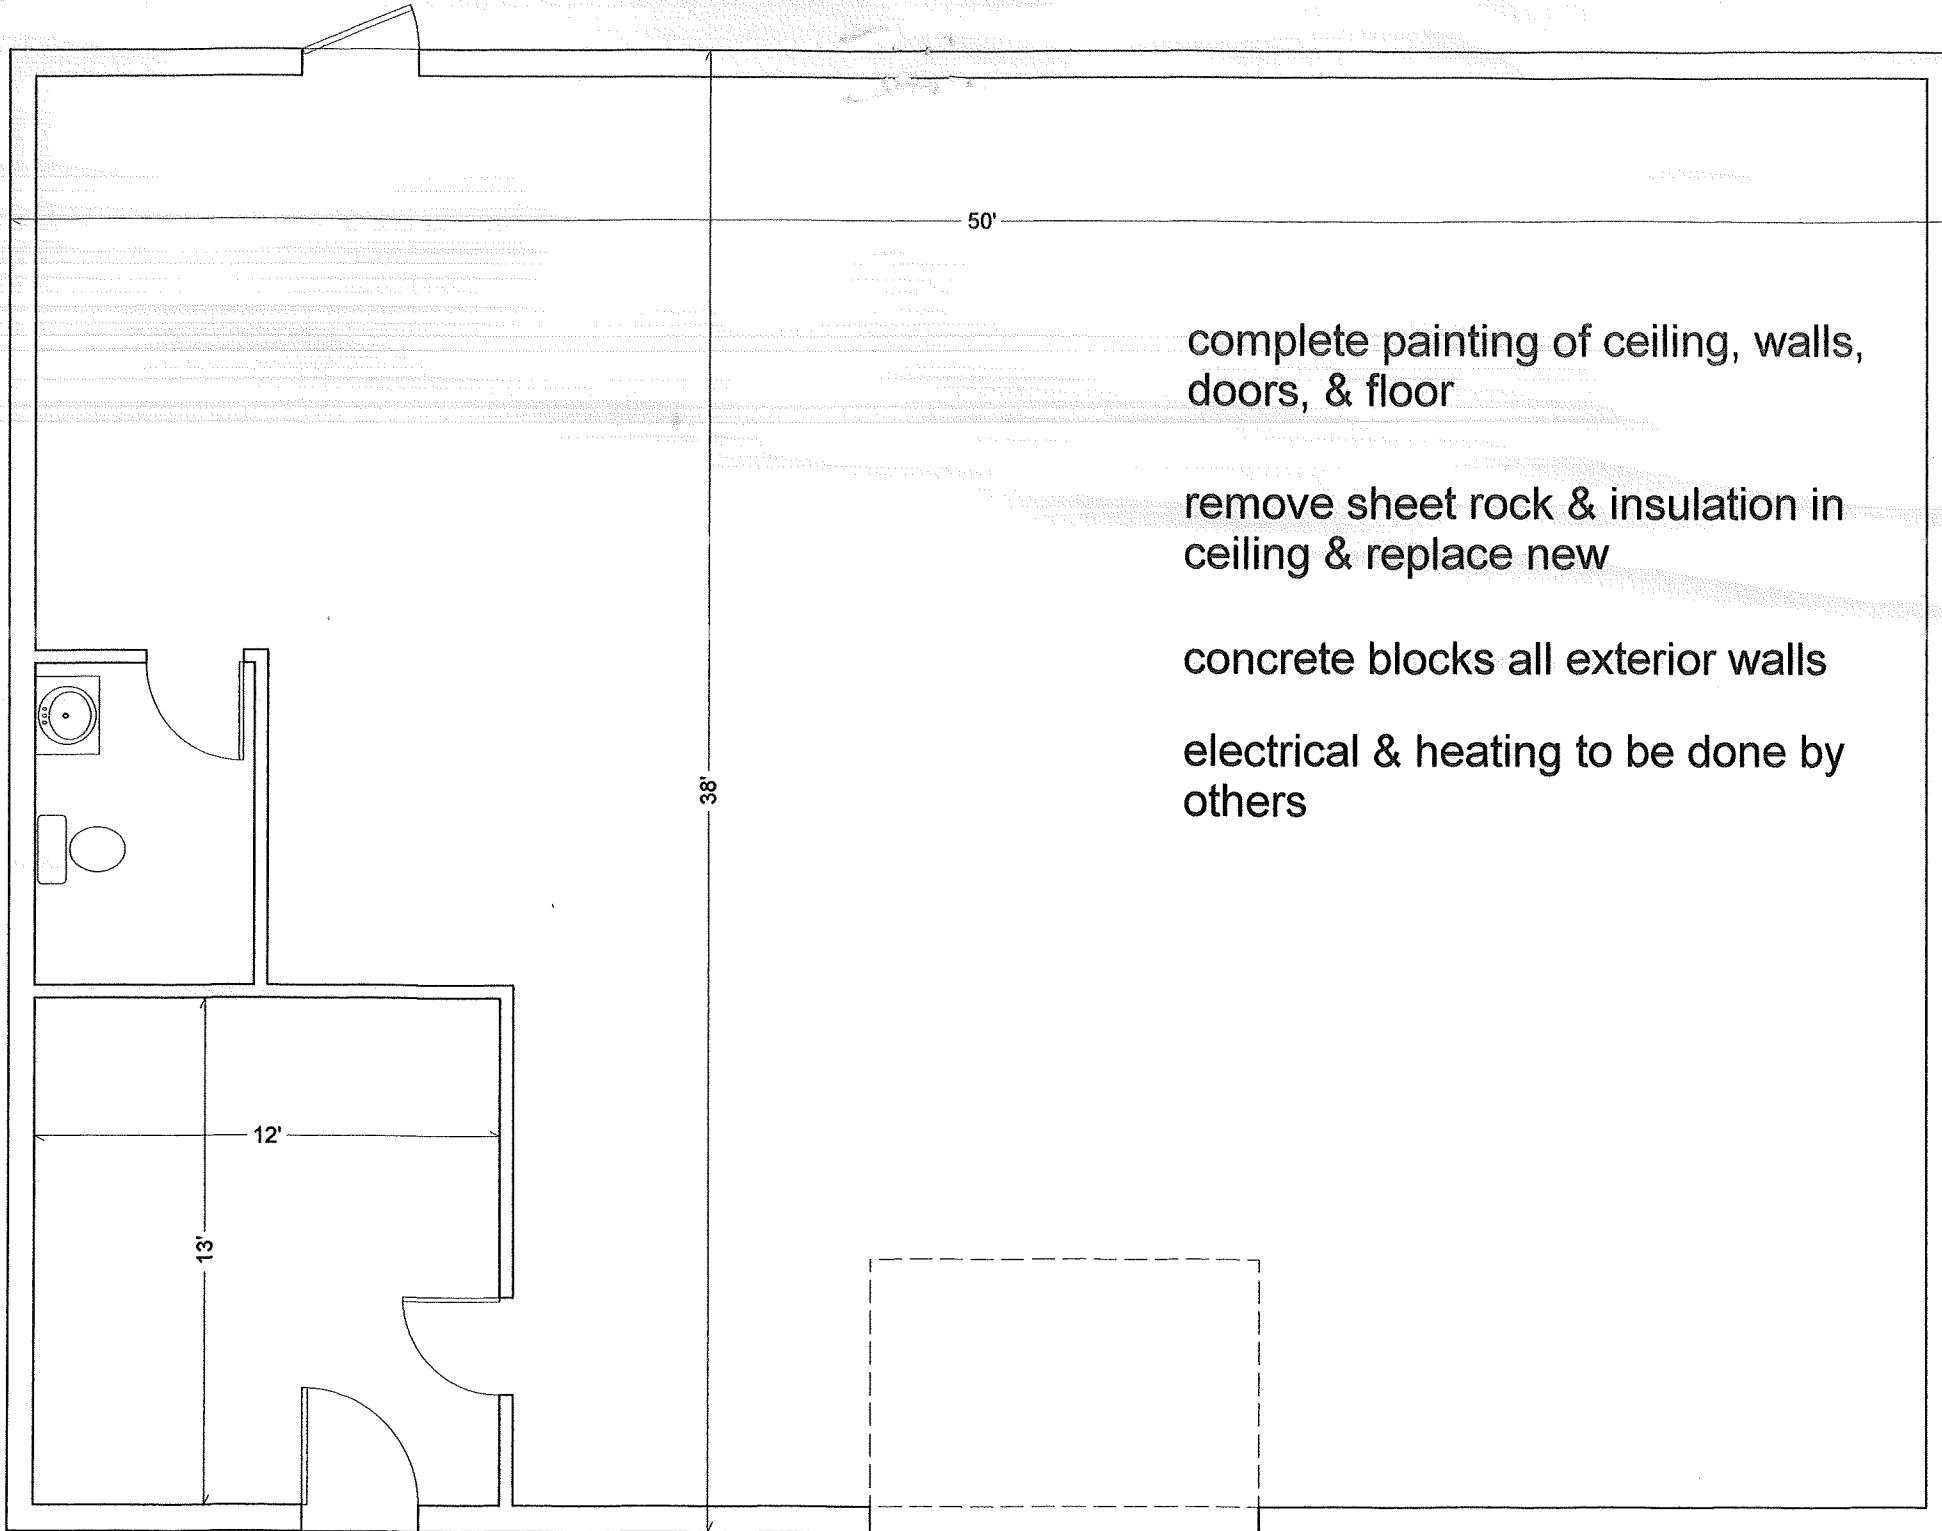 50'
complete painting of ceiling, walls,
doors, & floor
remove sheet rock & insulation in
ceiling & replace new
concrete blocks all exterior walls
electrical & heating to be done by
others
38'
12'
13'